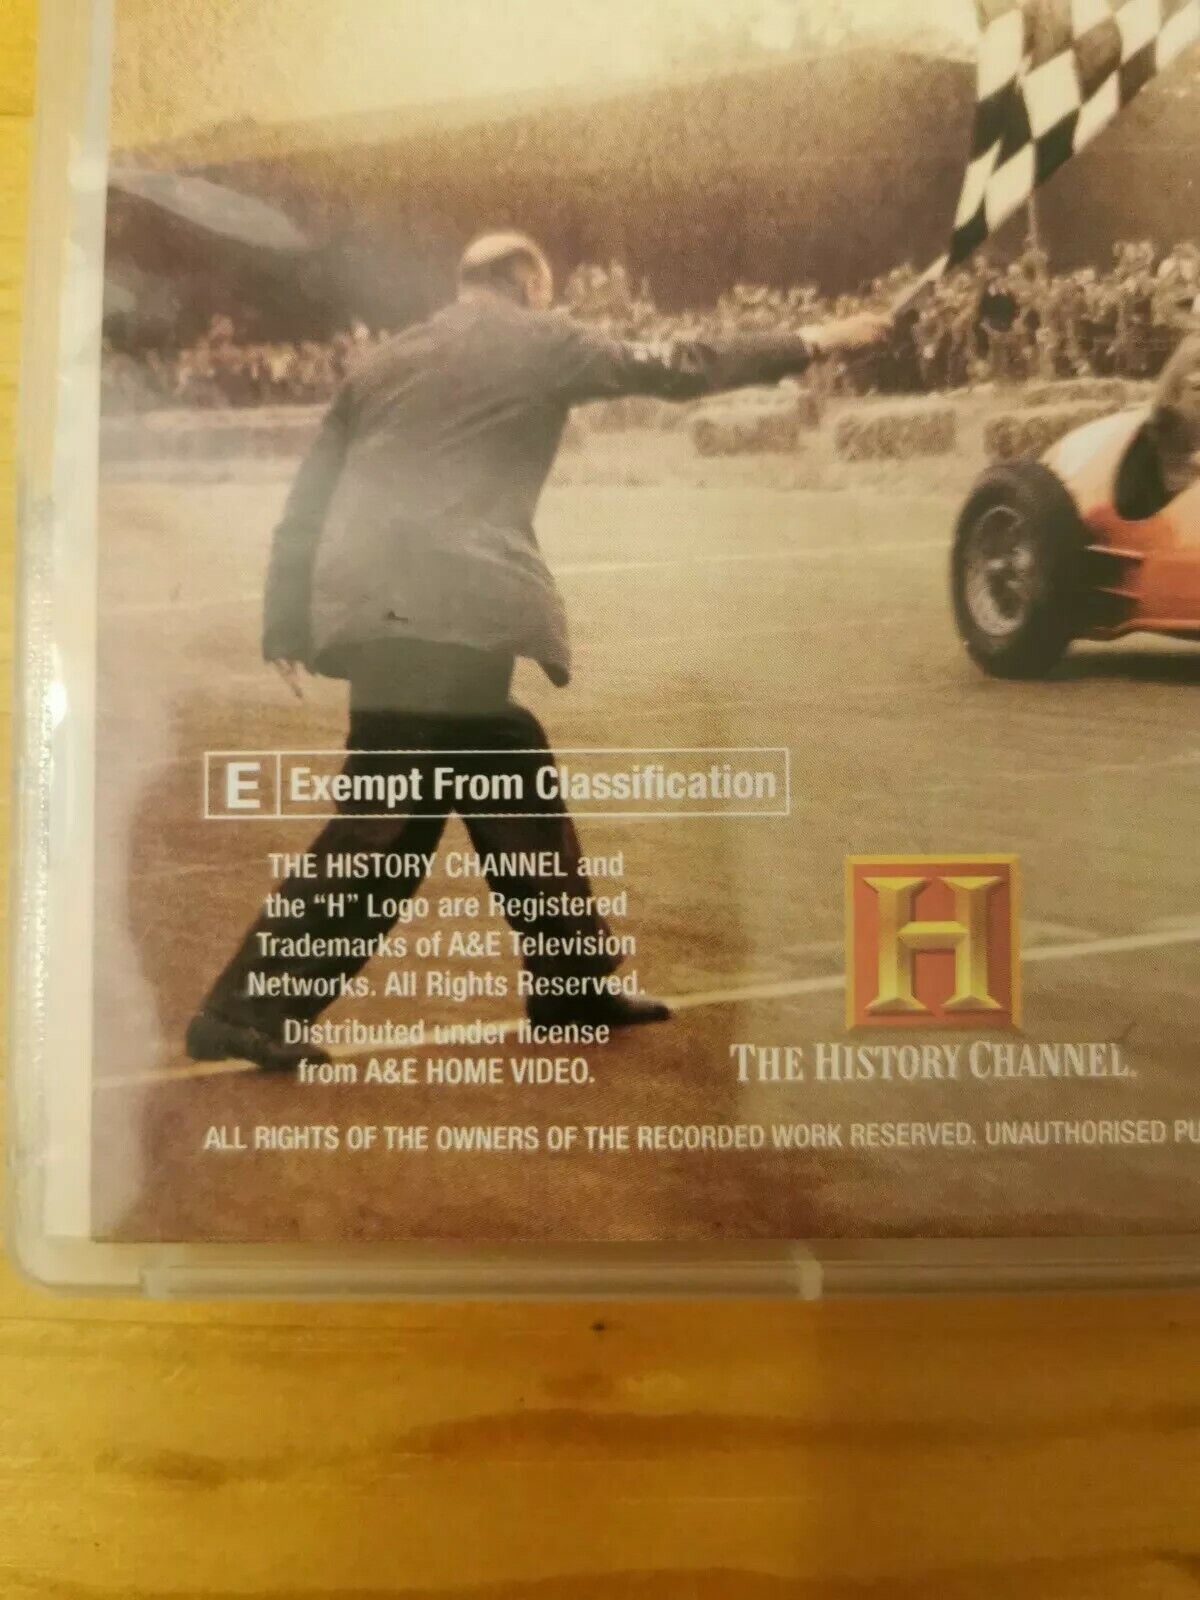 E Exempt From Classification
THE HISTORY CHANNEL and
the “H” Logo are Registered
Trademarks of A&E Television
Networks. All Rights Reserved.
Distributed under license
from A&E HOME VIDEO.
H
THE HISTORY CHANNEL.
ALL RIGHTS OF THE OWNERS OF THE RECORDED WORK RESERVED. UNAUTHORISED PU